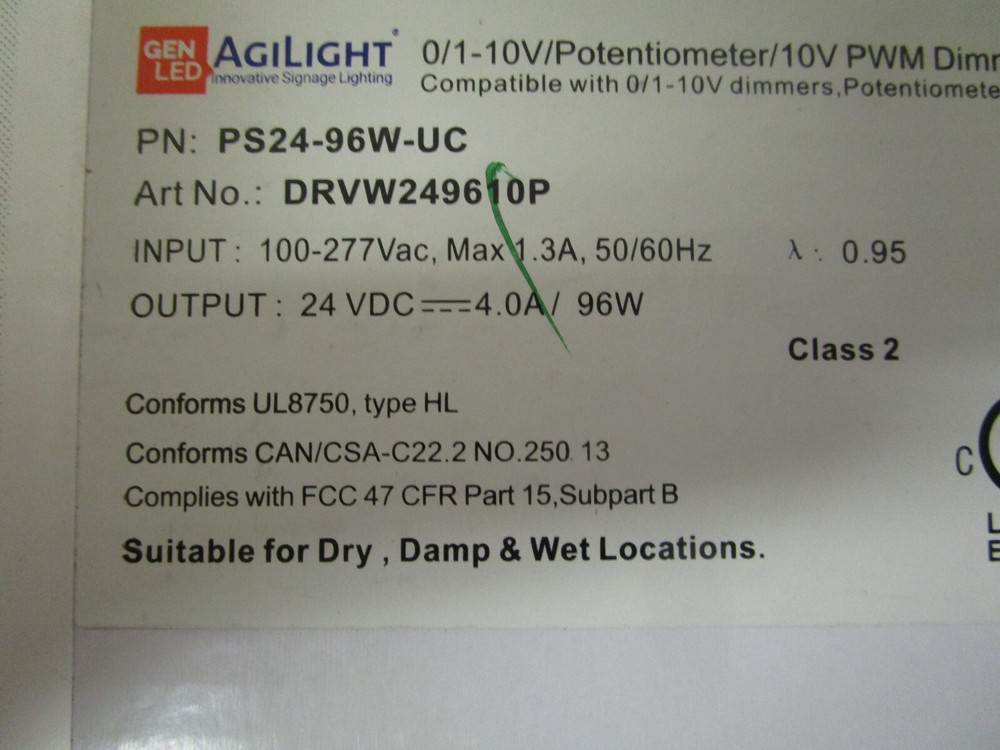 GEN LED AGILIGHT®
Innovative Signage Lighting
0/1-10V/Potentiometer/10V PWM Dimr
Compatible with 0/1-10V dimmers,Potentiomete
PN: PS24-96W-UC
Art No.: DRVW249610P
INPUT: 100-277Vac, Max 1.3A, 50/60Hz λ: 0.95
OUTPUT: 24 VDC⎓4.0A/ 96W
Class 2
Conforms UL8750, type HL
Conforms CAN/CSA-C22.2 NO.250.13
C
Complies with FCC 47 CFR Part 15,Subpart B
L
E
Suitable for Dry , Damp & Wet Locations.